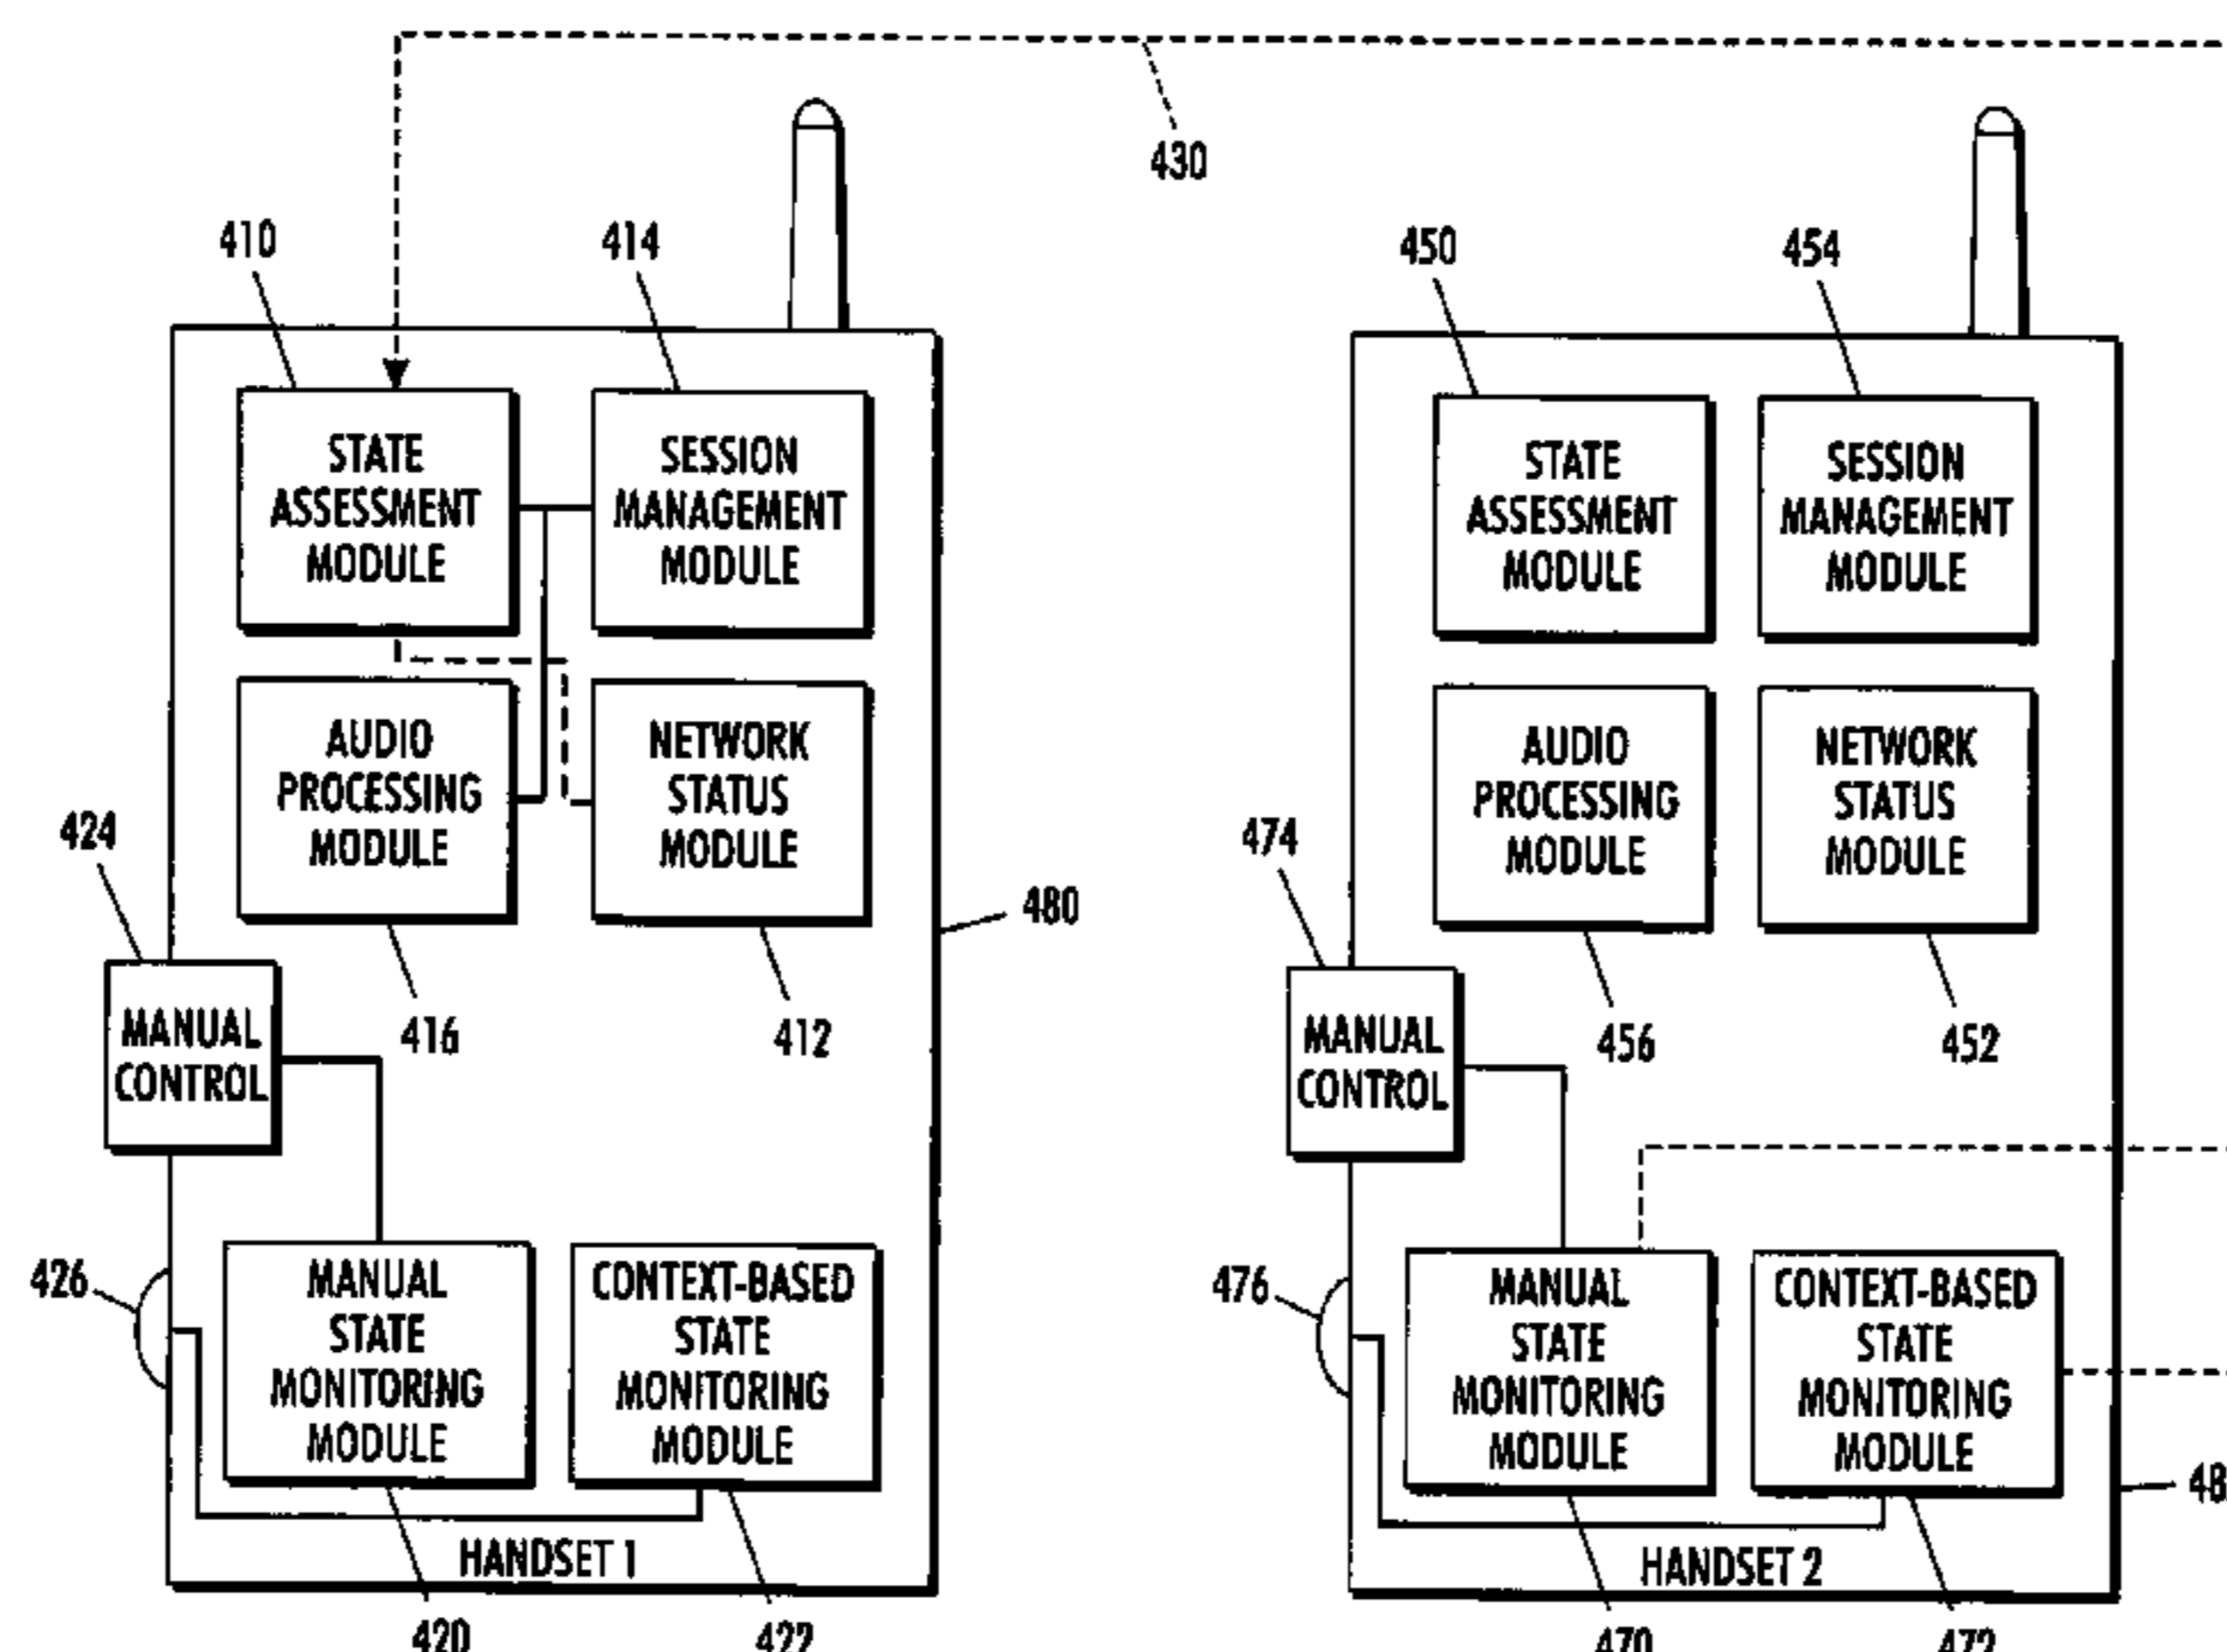 430
410
414
450
454
STATE
ASSESSMENT
MODULE
SESSION
MANAGEMENT
MODULE
STATE
ASSESSMENT
MODULE
SESSION
MANAGEMENT
MODULE
AUDIO
PROCESSING
MODULE
NETWORK
STATUS
MODULE
AUDIO
PROCESSING
MODULE
NETWORK
STATUS
MODULE
424
474
480
MANUAL
CONTROL
416
412
MANUAL
CONTROL
456
452
426
MANUAL
STATE
MONITORING
MODULE
CONTEXT-BASED
STATE
MONITORING
MODULE
476
MANUAL
STATE
MONITORING
MODULE
CONTEXT-BASED
STATE
MONITORING
MODULE
HANDSET 1
HANDSET 2
420
422
470
472